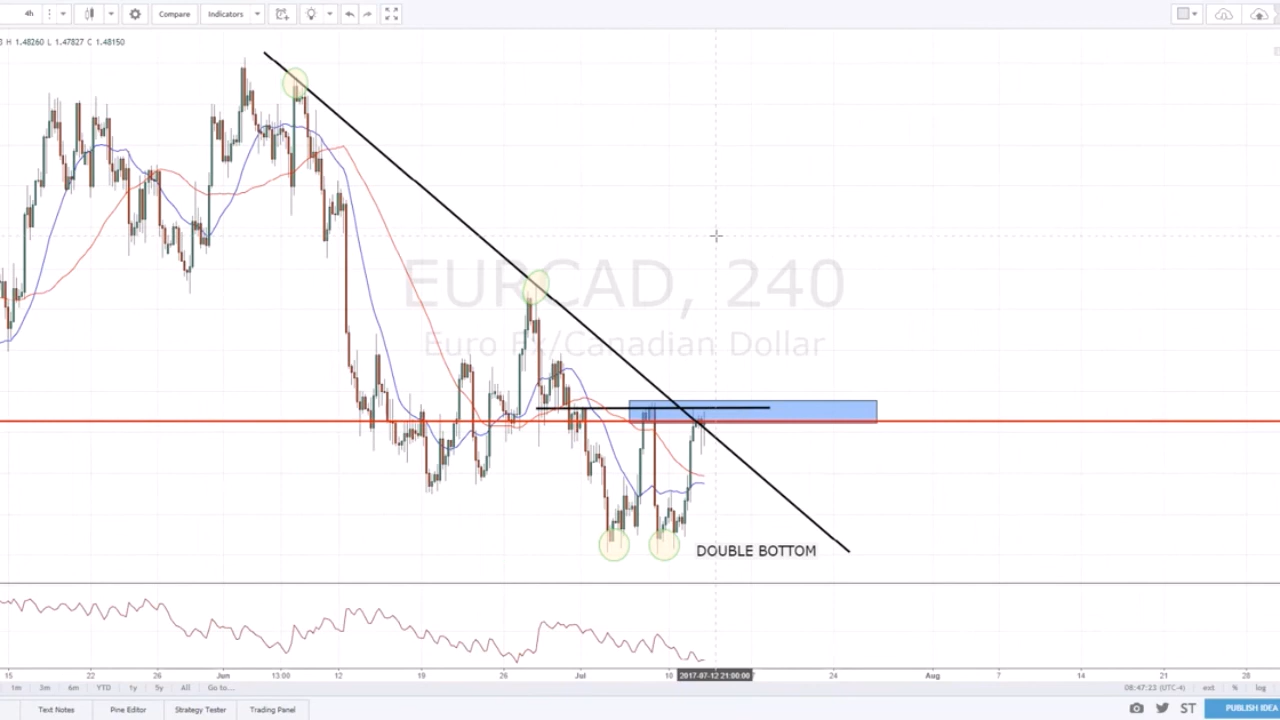 4h Compare Indicators
3 H 1.48260 L 1.47827 C 1.48150
EURCAD, 240
Euro Fx/Canadian Dollar
DOUBLE BOTTOM
15 22 26 Jun 13:00 12 19 26 Jul 10 2017-07-12 21:00:00 7 24 Aug 7 14 21 28
1m 3m 6m YTD 1y 5y All Go to... 08:47:23 (UTC-4) est % log
Text Notes Pine Editor Strategy Tester Trading Panel ST PUBLISH IDEA